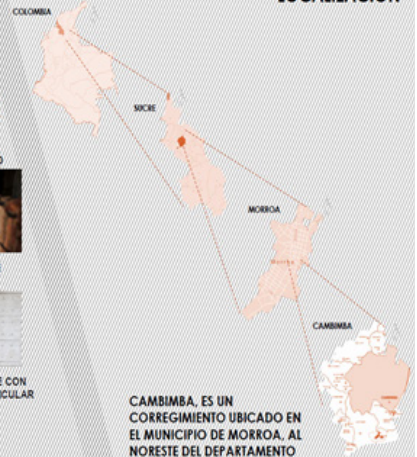 COLOMBIA
SUCRE
MORROA
CAMBIMBA
E CON
ICULAR
CAMBIMBA, ES UN
CORREGIMIENTO UBICADO EN
EL MUNICIPIO DE MORROA, AL
NORESTE DEL DEPARTAMENTO